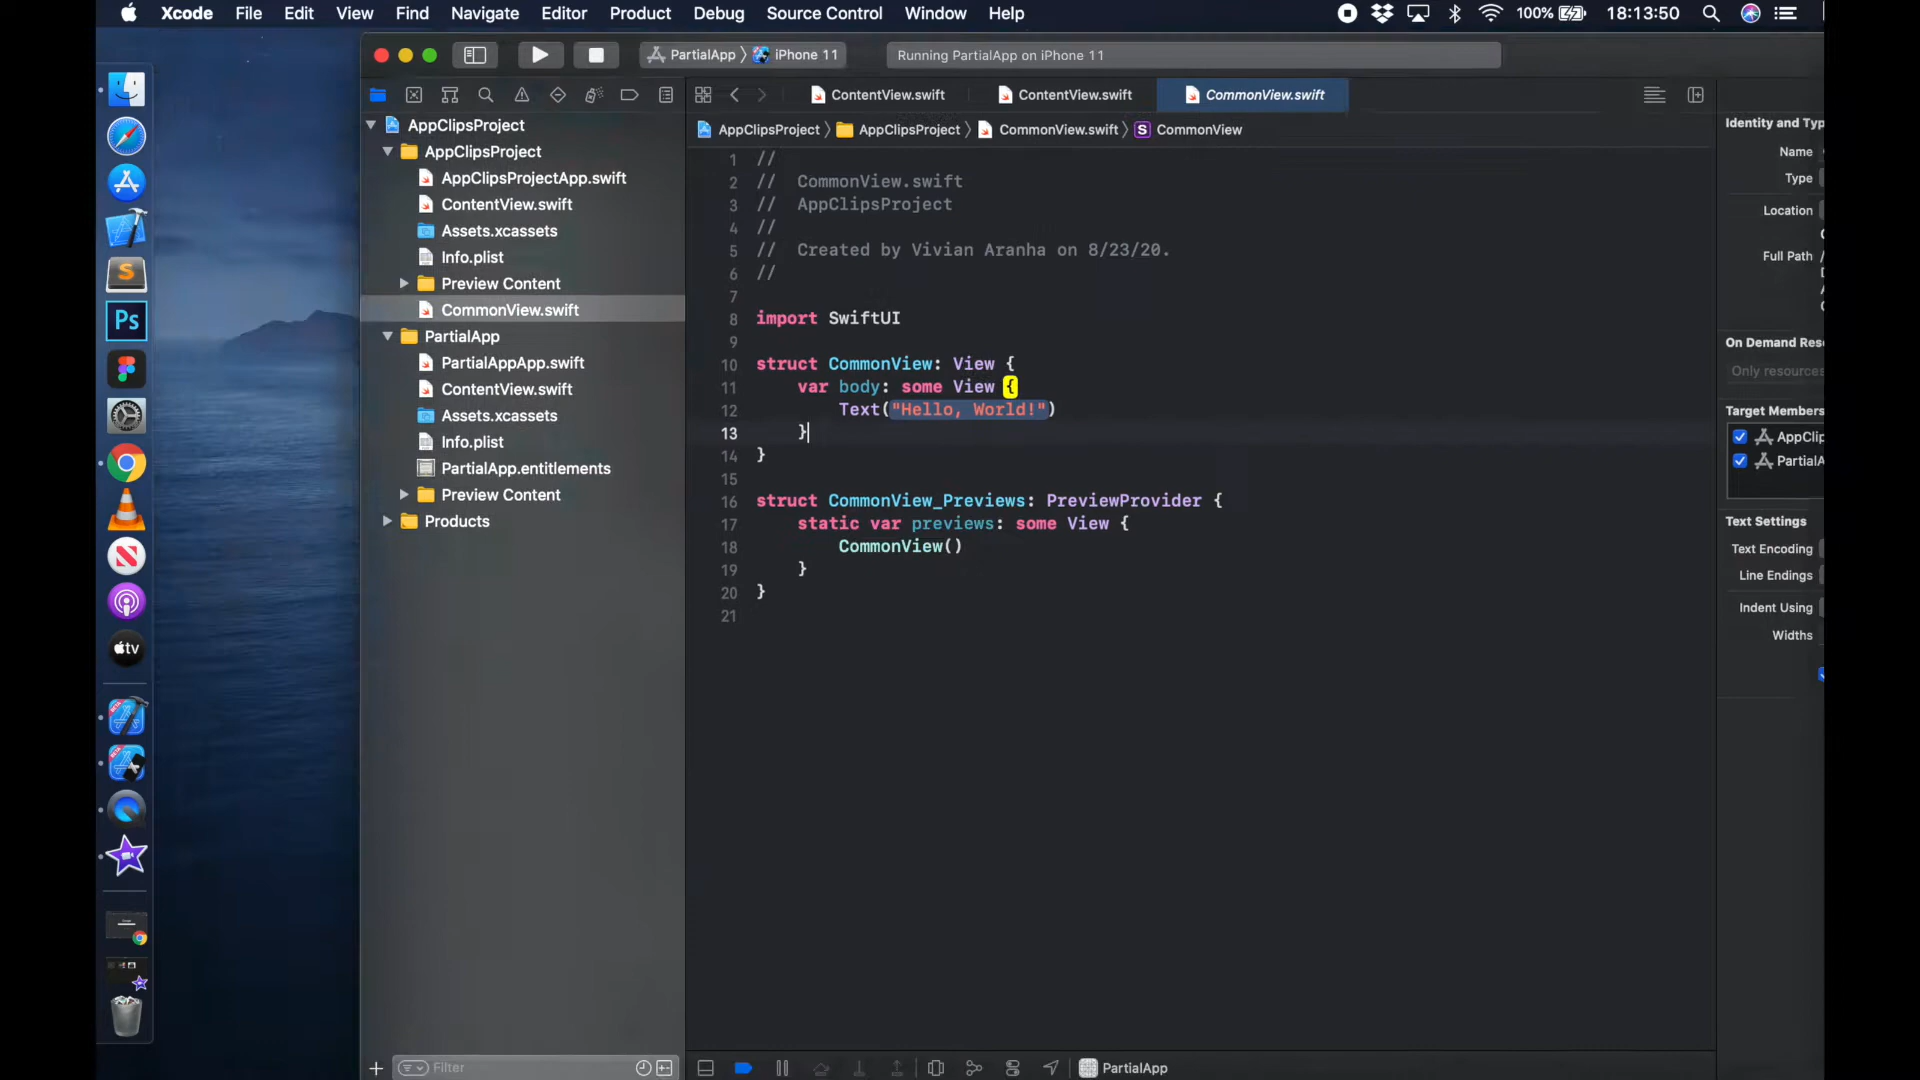 Xcode File Edit View Find Navigate Editor Product Debug Source Control Window Help 100% 18:13:50
PartialApp iPhone 11 Running PartialApp on iPhone 11
ContentView.swift ContentView.swift CommonView.swift
AppClipsProject AppClipsProject CommonView.swift S CommonView
AppClipsProject
AppClipsProject
AppClipsProjectApp.swift
ContentView.swift
Assets.xcassets
Info.plist
Preview Content
CommonView.swift
PartialApp
PartialAppApp.swift
ContentView.swift
Assets.xcassets
Info.plist
PartialApp.entitlements
Preview Content
Products
Filter
1 //
2 // CommonView.swift
3 // AppClipsProject
4 //
5 // Created by Vivian Aranha on 8/23/20.
6 //
7
8 import SwiftUI
9
10 struct CommonView: View {
11 var body: some View {
12 Text("Hello, World!")
13 }
14 }
15
16 struct CommonView_Previews: PreviewProvider {
17 static var previews: some View {
18 CommonView()
19 }
20 }
21
PartialApp
Identity and Typ
Name
Type
Location
Full Path /
On Demand Res
Only resources
Target Members
AppClip
PartialA
Text Settings
Text Encoding
Line Endings
Indent Using
Widths
S
Ps
tv